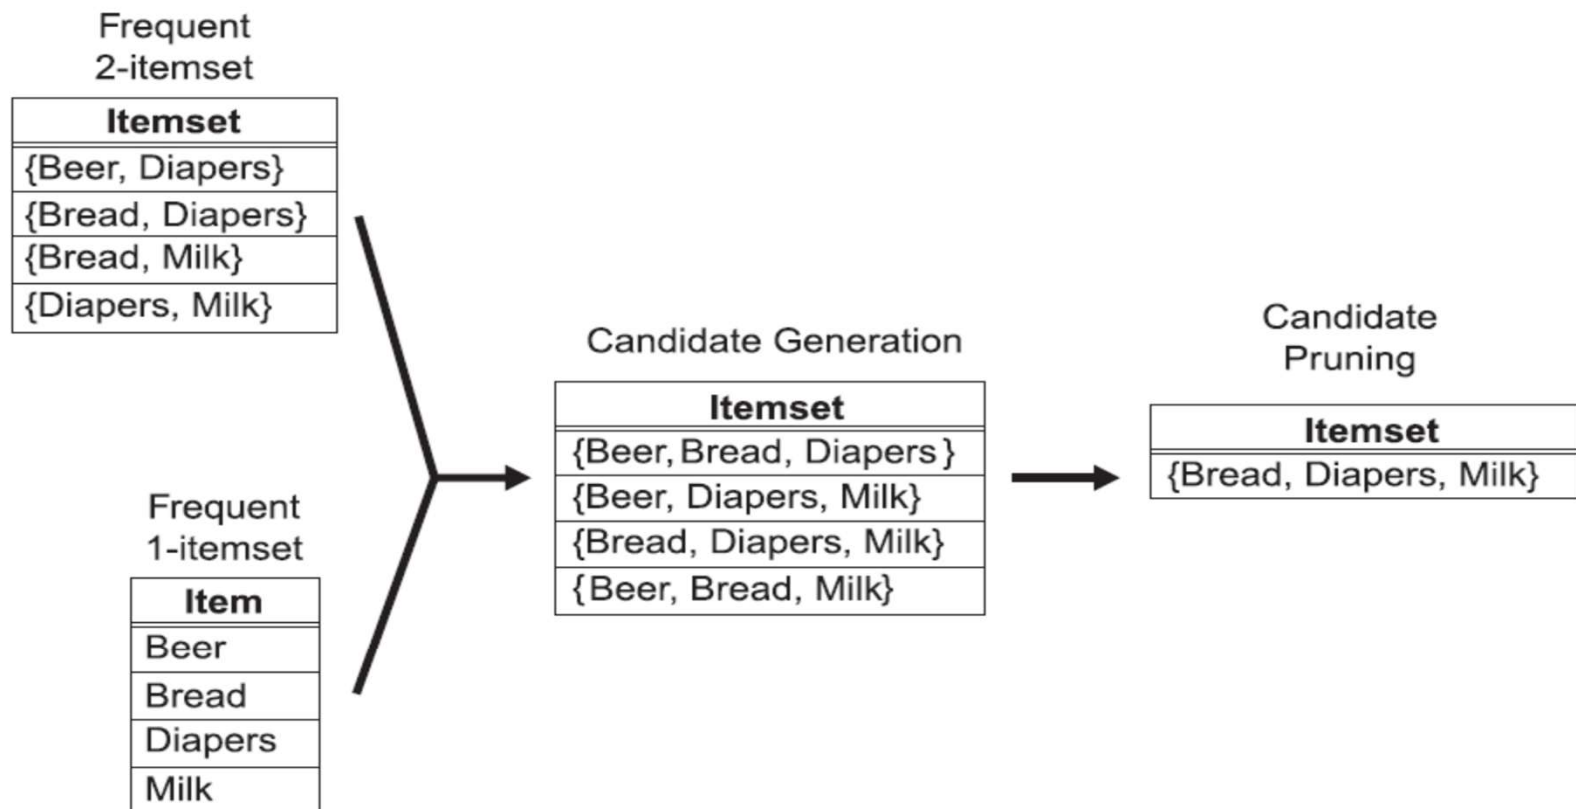 Frequent
2-itemset
Itemset
{Beer, Diapers}
{Bread, Diapers}
{Bread, Milk}
{Diapers, Milk}
Frequent
1-itemset
Item
Beer
Bread
Diapers
Milk
Candidate Generation
Itemset
{Beer, Bread, Diapers}
{Beer, Diapers, Milk}
{Bread, Diapers, Milk}
{Beer, Bread, Milk}
Candidate
Pruning
Itemset
{Bread, Diapers, Milk}